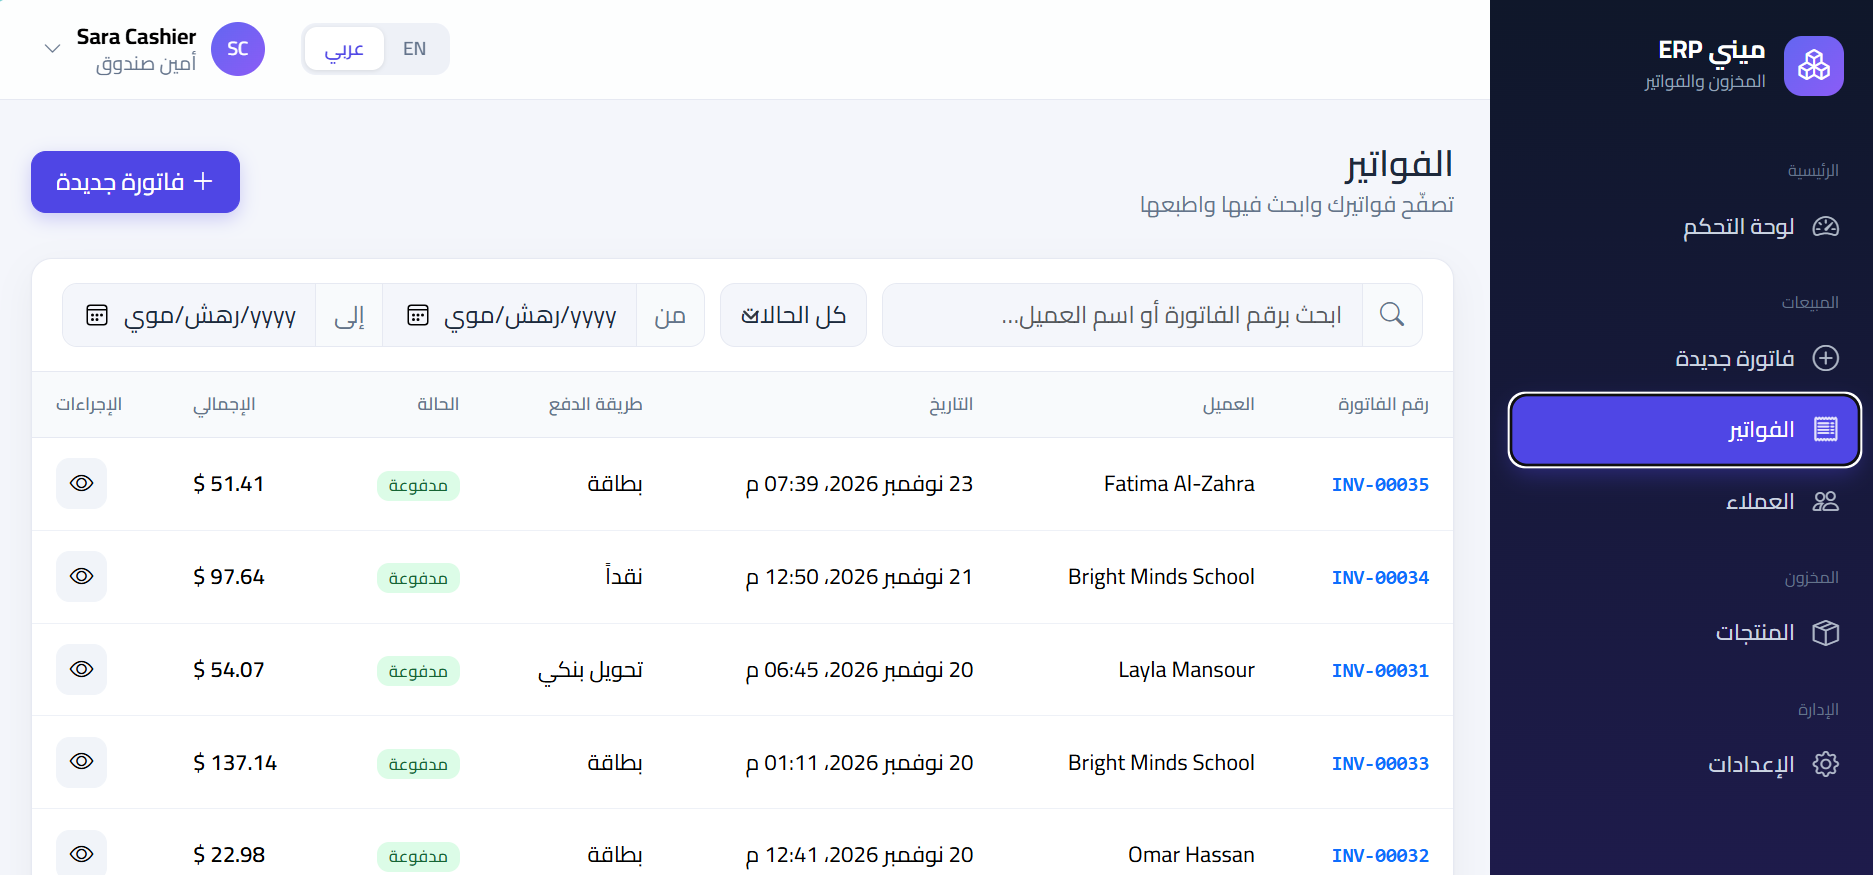 ميني ERP
المخزون والفواتير
الرئيسية
لوحة التحكم
المبيعات
فاتورة جديدة
الفواتير
العملاء
المخزون
المنتجات
الإدارة
الإعدادات
EN
عربي
SC
Sara Cashier
أمين صندوق
الفواتير
تصفّح فواتيرك وابحث فيها واطبعها
فاتورة جديدة
ابحث برقم الفاتورة أو اسم العميل...
كل الحالات
من
yyyy/رهش/موي
إلى
yyyy/رهش/موي
رقم الفاتورة العميل التاريخ طريقة الدفع الحالة الإجمالي الإجراءات
INV-00035 Fatima Al-Zahra 23 نوفمبر 2026، 07:39 م بطاقة مدفوعة $ 51.41
INV-00034 Bright Minds School 21 نوفمبر 2026، 12:50 م نقداً مدفوعة $ 97.64
INV-00031 Layla Mansour 20 نوفمبر 2026، 06:45 م تحويل بنكي مدفوعة $ 54.07
INV-00033 Bright Minds School 20 نوفمبر 2026، 01:11 م بطاقة مدفوعة $ 137.14
INV-00032 Omar Hassan 20 نوفمبر 2026، 12:41 م بطاقة مدفوعة $ 22.98